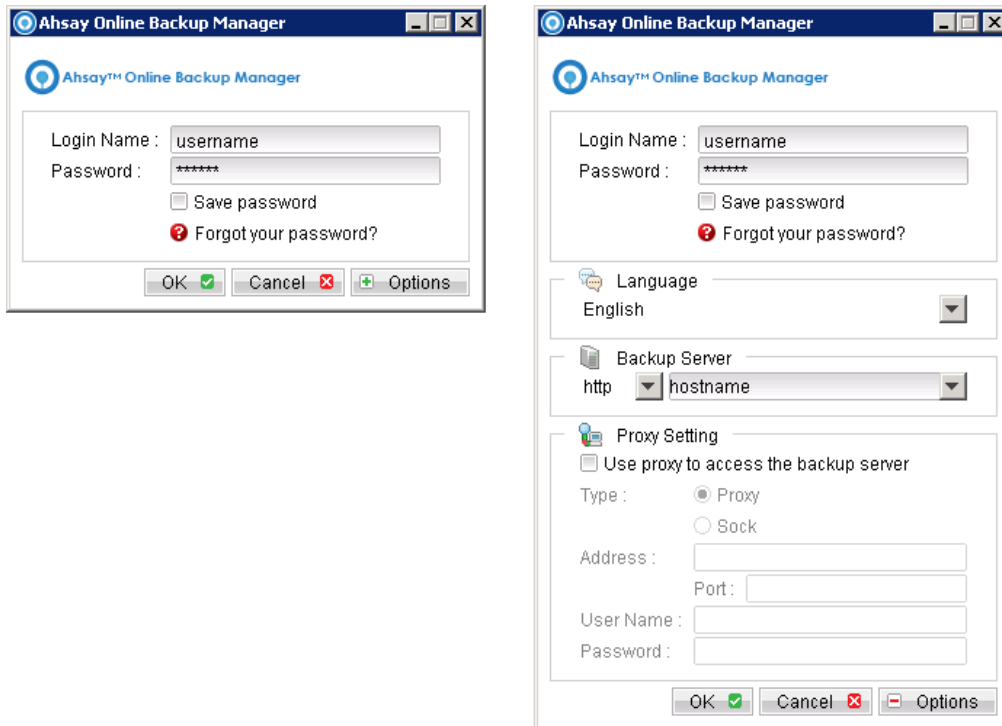 Ahsay Online Backup Manager
Ahsay™ Online Backup Manager
Login Name : username
Password : ******
Save password
Forgot your password?
OK Cancel Options
Ahsay Online Backup Manager
Ahsay™ Online Backup Manager
Login Name : username
Password : ******
Save password
Forgot your password?
Language
English
Backup Server
http hostname
Proxy Setting
Use proxy to access the backup server
Type : Proxy
Sock
Address :
Port :
User Name :
Password :
OK Cancel Options